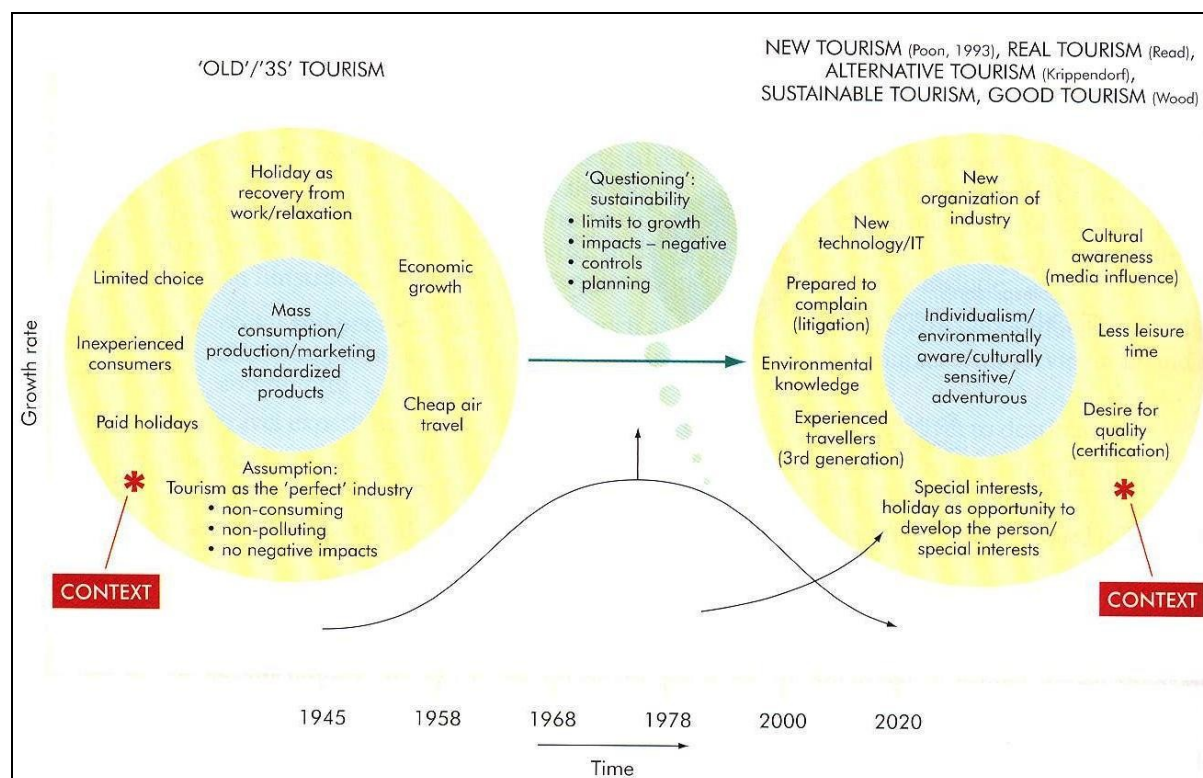 'OLD'/'3S' TOURISM
NEW TOURISM (Poon, 1993), REAL TOURISM (Read),
ALTERNATIVE TOURISM (Krippendorf),
SUSTAINABLE TOURISM, GOOD TOURISM (Wood)
Growth rate
Holiday as
recovery from
work/relaxation
Limited choice
Economic
growth
Inexperienced
consumers
Mass
consumption/
production/marketing
standardized
products
Paid holidays
Cheap air
travel
Assumption:
Tourism as the 'perfect' industry
• non-consuming
• non-polluting
• no negative impacts
*
CONTEXT
'Questioning':
sustainability
• limits to growth
• impacts – negative
• controls
• planning
New
organization of
industry
New
technology/IT
Cultural
awareness
(media influence)
Prepared to
complain
(litigation)
Individualism/
environmentally
aware/culturally
sensitive/
adventurous
Less leisure
time
Environmental
knowledge
Experienced
travellers
(3rd generation)
Desire for
quality
(certification)
Special interests,
holiday as opportunity to
develop the person/
special interests
*
CONTEXT
1945 1958 1968 1978 2000 2020
Time